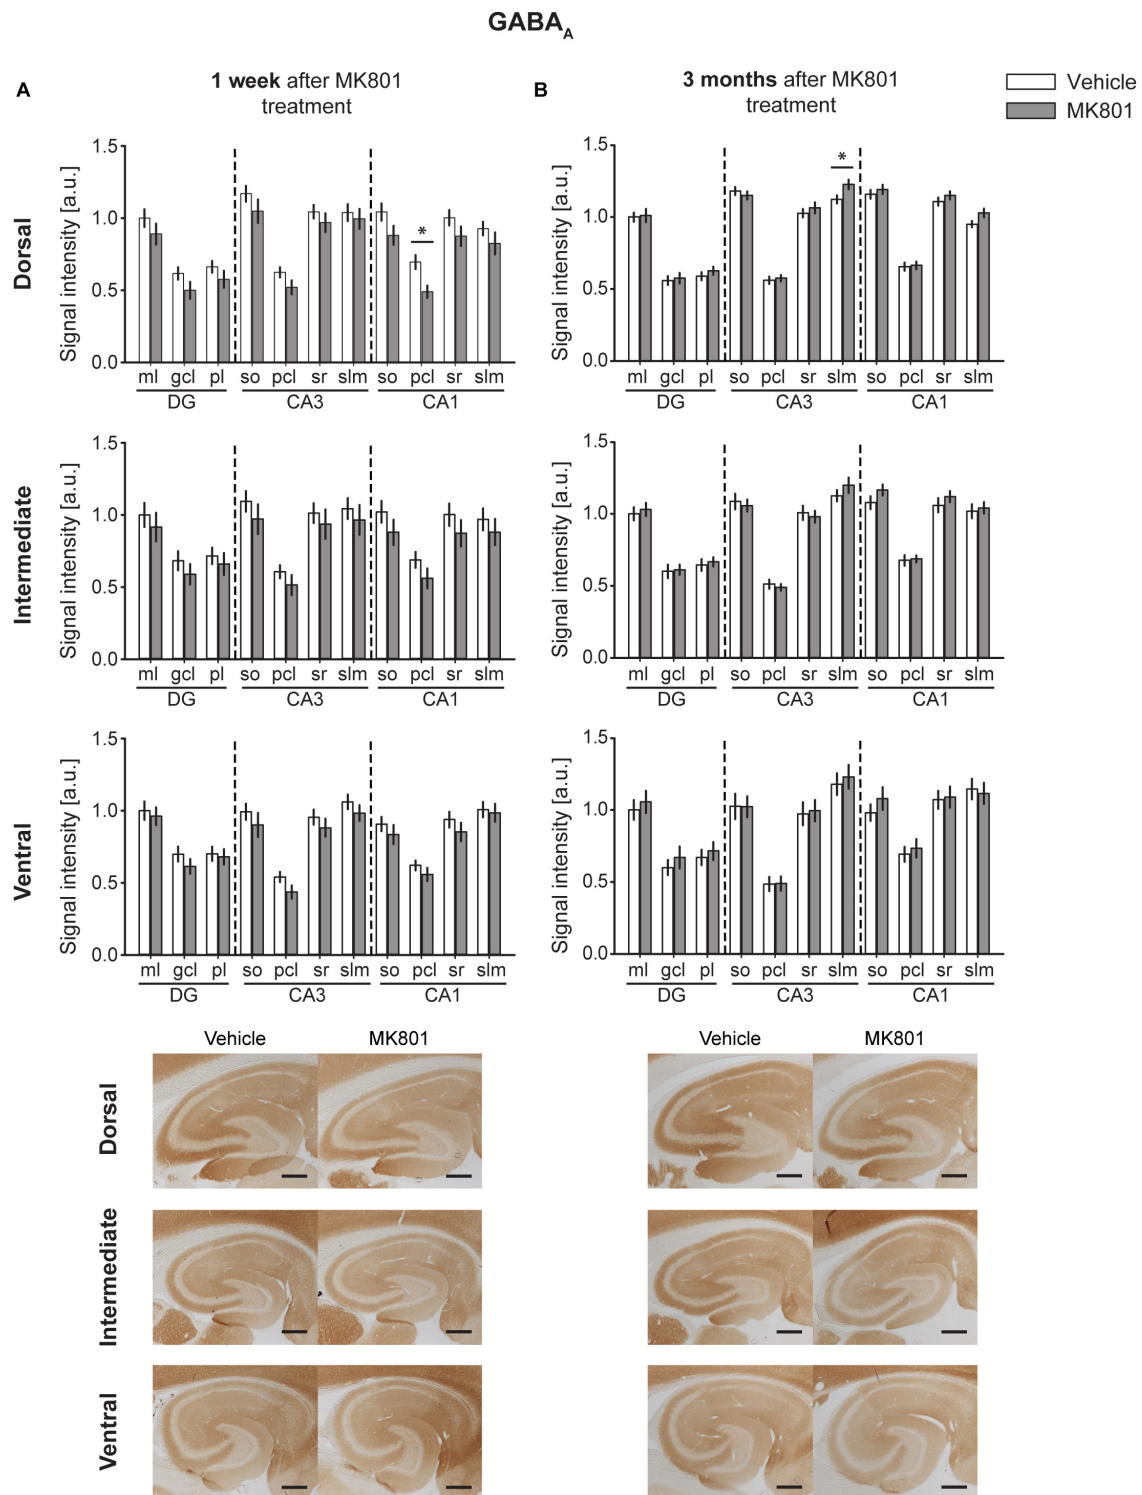 GABAA
A
1 week after MK801
treatment
B
3 months after MK801
treatment
Vehicle
MK801
Dorsal
Signal intensity [a.u.]
1.5
1.0
0.5
0.0
*
ml gcl pl so pcl sr slm so pcl sr slm
DG CA3 CA1
Signal intensity [a.u.]
1.5
1.0
0.5
0.0
*
ml gcl pl so pcl sr slm so pcl sr slm
DG CA3 CA1
Intermediate
Signal intensity [a.u.]
1.5
1.0
0.5
0.0
ml gcl pl so pcl sr slm so pcl sr slm
DG CA3 CA1
Signal intensity [a.u.]
1.5
1.0
0.5
0.0
ml gcl pl so pcl sr slm so pcl sr slm
DG CA3 CA1
Ventral
Signal intensity [a.u.]
1.5
1.0
0.5
0.0
ml gcl pl so pcl sr slm so pcl sr slm
DG CA3 CA1
Signal intensity [a.u.]
1.5
1.0
0.5
0.0
ml gcl pl so pcl sr slm so pcl sr slm
DG CA3 CA1
Vehicle MK801
Vehicle MK801
Dorsal
Intermediate
Ventral